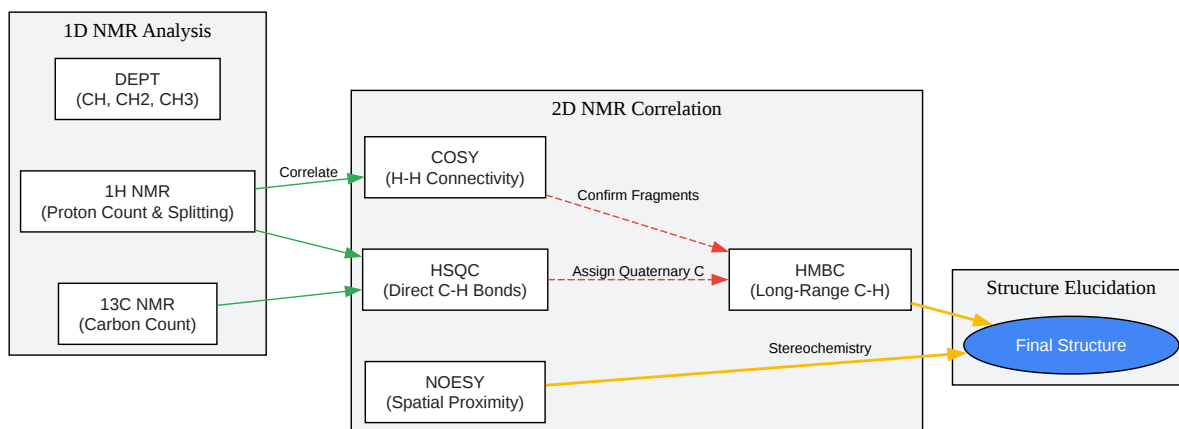 1D NMR Analysis
DEPT
(CH, CH2, CH3)
1H NMR
(Proton Count & Splitting)
13C NMR
(Carbon Count)
Correlate
2D NMR Correlation
COSY
(H-H Connectivity)
Confirm Fragments
HSQC
(Direct C-H Bonds)
Assign Quaternary C
HMBC
(Long-Range C-H)
NOESY
(Spatial Proximity)
Stereochemistry
Structure Elucidation
Final Structure